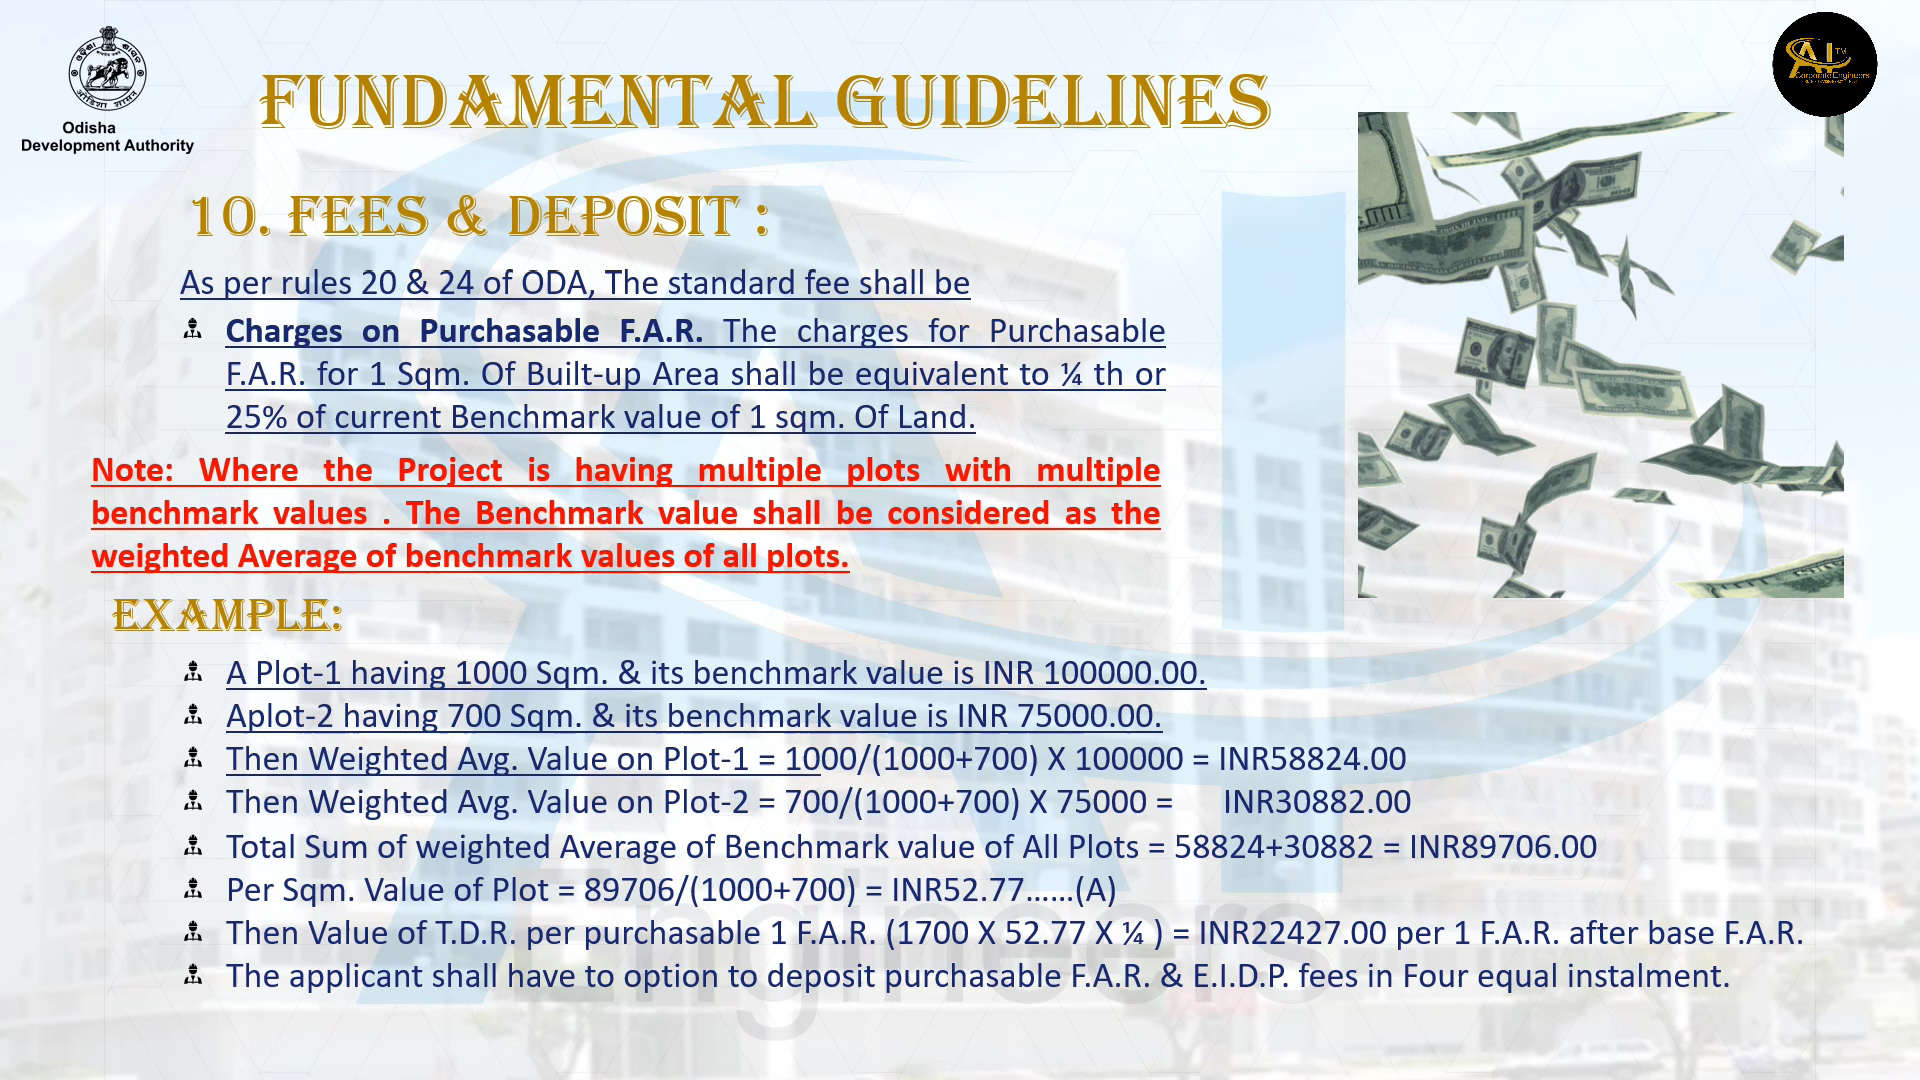 Odisha
Development Authority
FUNDAMENTAL GUIDELINES
AI TM
Corporate Engineers
10. FEES & DEPOSIT :
As per rules 20 & 24 of ODA, The standard fee shall be
Charges on Purchasable F.A.R. The charges for Purchasable
F.A.R. for 1 Sqm. Of Built-up Area shall be equivalent to ¼ th or
25% of current Benchmark value of 1 sqm. Of Land.
Note: Where the Project is having multiple plots with multiple
benchmark values . The Benchmark value shall be considered as the
weighted Average of benchmark values of all plots.
EXAMPLE:
A Plot-1 having 1000 Sqm. & its benchmark value is INR 100000.00.
Aplot-2 having 700 Sqm. & its benchmark value is INR 75000.00.
Then Weighted Avg. Value on Plot-1 = 1000/(1000+700) X 100000 = INR58824.00
Then Weighted Avg. Value on Plot-2 = 700/(1000+700) X 75000 = INR30882.00
Total Sum of weighted Average of Benchmark value of All Plots = 58824+30882 = INR89706.00
Per Sqm. Value of Plot = 89706/(1000+700) = INR52.77……(A)
Then Value of T.D.R. per purchasable 1 F.A.R. (1700 X 52.77 X ¼ ) = INR22427.00 per 1 F.A.R. after base F.A.R.
The applicant shall have to option to deposit purchasable F.A.R. & E.I.D.P. fees in Four equal instalment.
Engineers